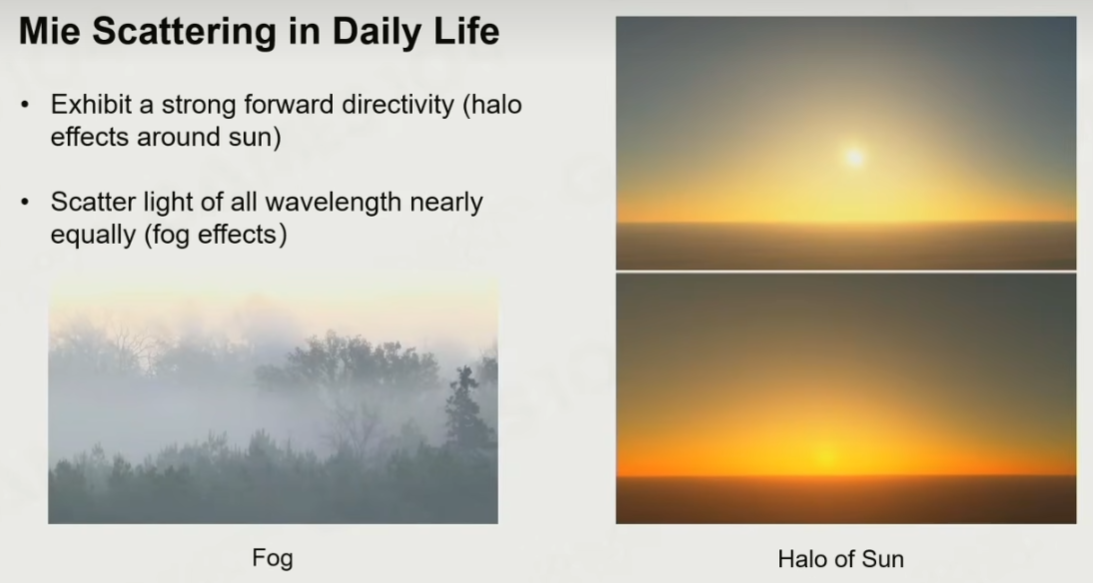 Mie Scattering in Daily Life
• Exhibit a strong forward directivity (halo
effects around sun)
• Scatter light of all wavelength nearly
equally (fog effects)
Fog
Halo of Sun